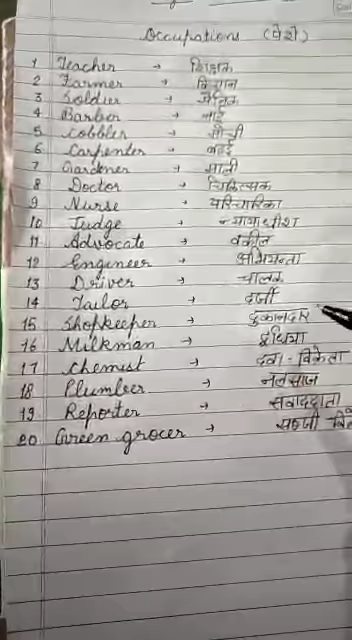 Occupations (पेशे)
1 Teacher → शिक्षक
2 Farmer → किसान
3 Soldier → सैनिक
4 Barber → नाई
5 Cobbler → मोची
6 Carpenter → बढ़ई
7 Gardener → माली
8 Doctor → चिकित्सक
9 Nurse → परिचारिका
10 Judge → न्यायाधीश
11 Advocate → वकील
12 Engineer → अभियन्ता
13 Driver → चालक
14 Tailor → दर्जी
15 Shopkeeper → दुकानदार
16 Milkman → दूधिया
17 Chemist → दवा-विक्रेता
18 Plumber → नलसाज
19 Reporter → संवाददाता
20 Green grocer → सब्जी